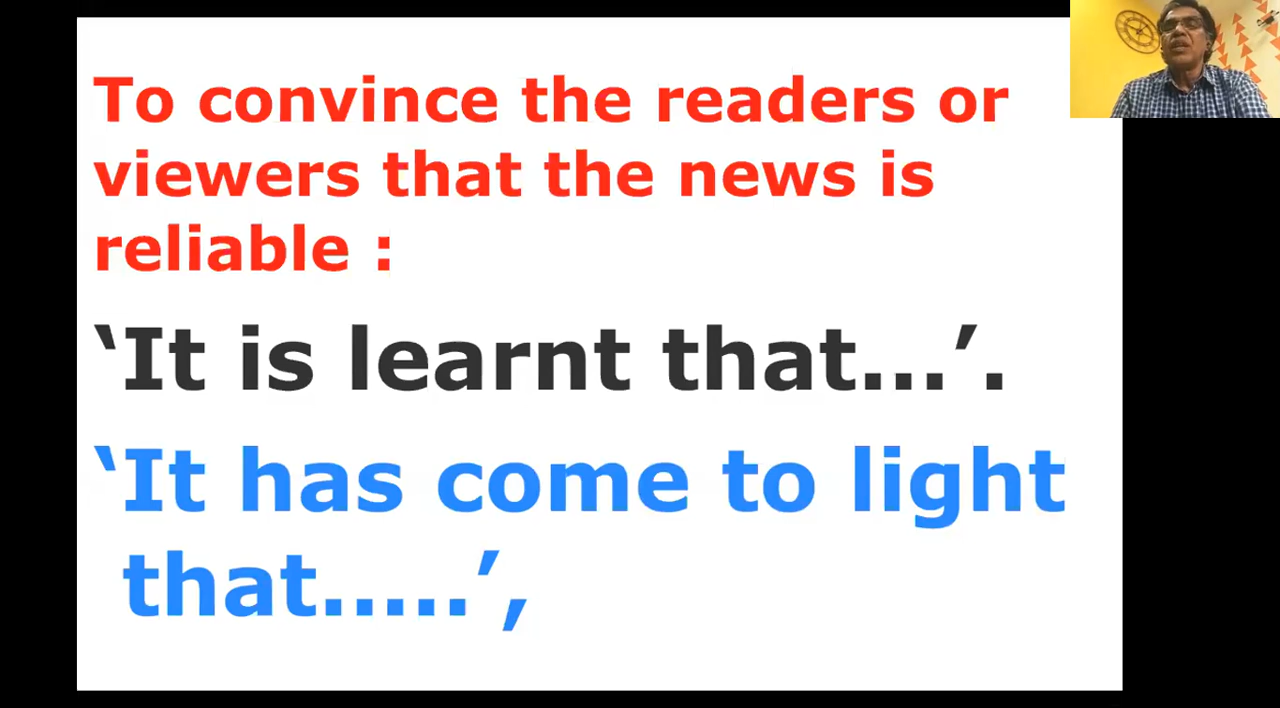 To convince the readers or
viewers that the news is
reliable :
‘It is learnt that...’.
‘It has come to light
that.....’,